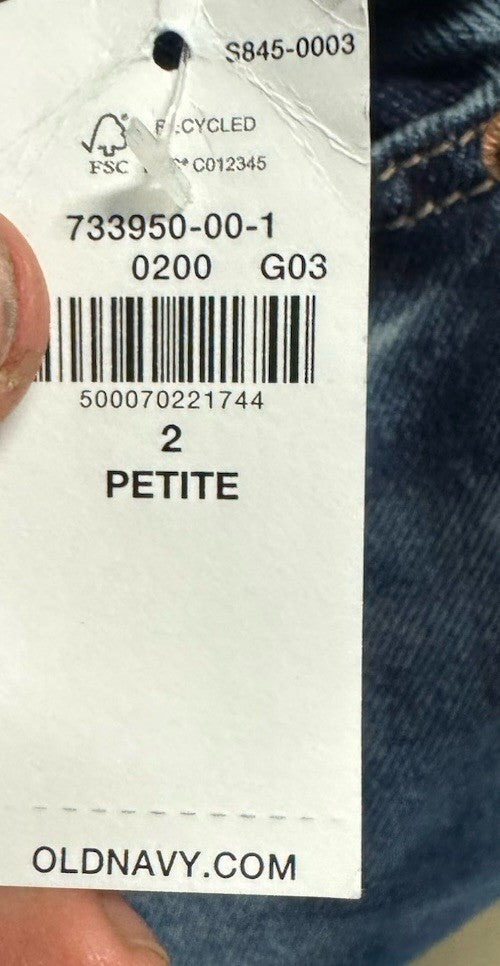 S845-0003
RECYCLED
FSC C012345
733950-00-1
0200 G03
500070221744
2
PETITE
OLDNAVY.COM